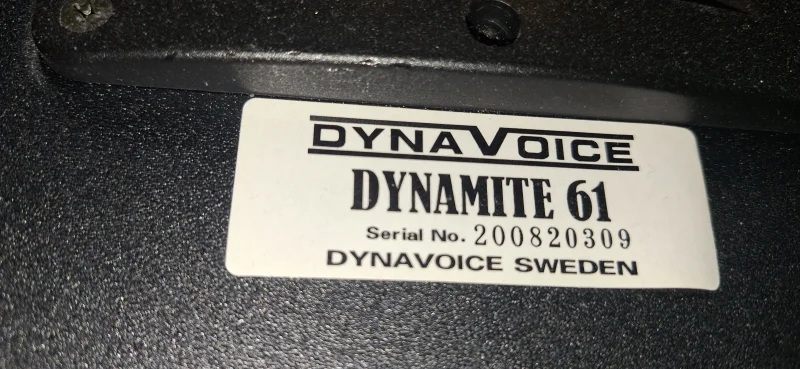 DYNAVOICE
DYNAMITE 61
Serial No. 200820309
DYNAVOICE SWEDEN